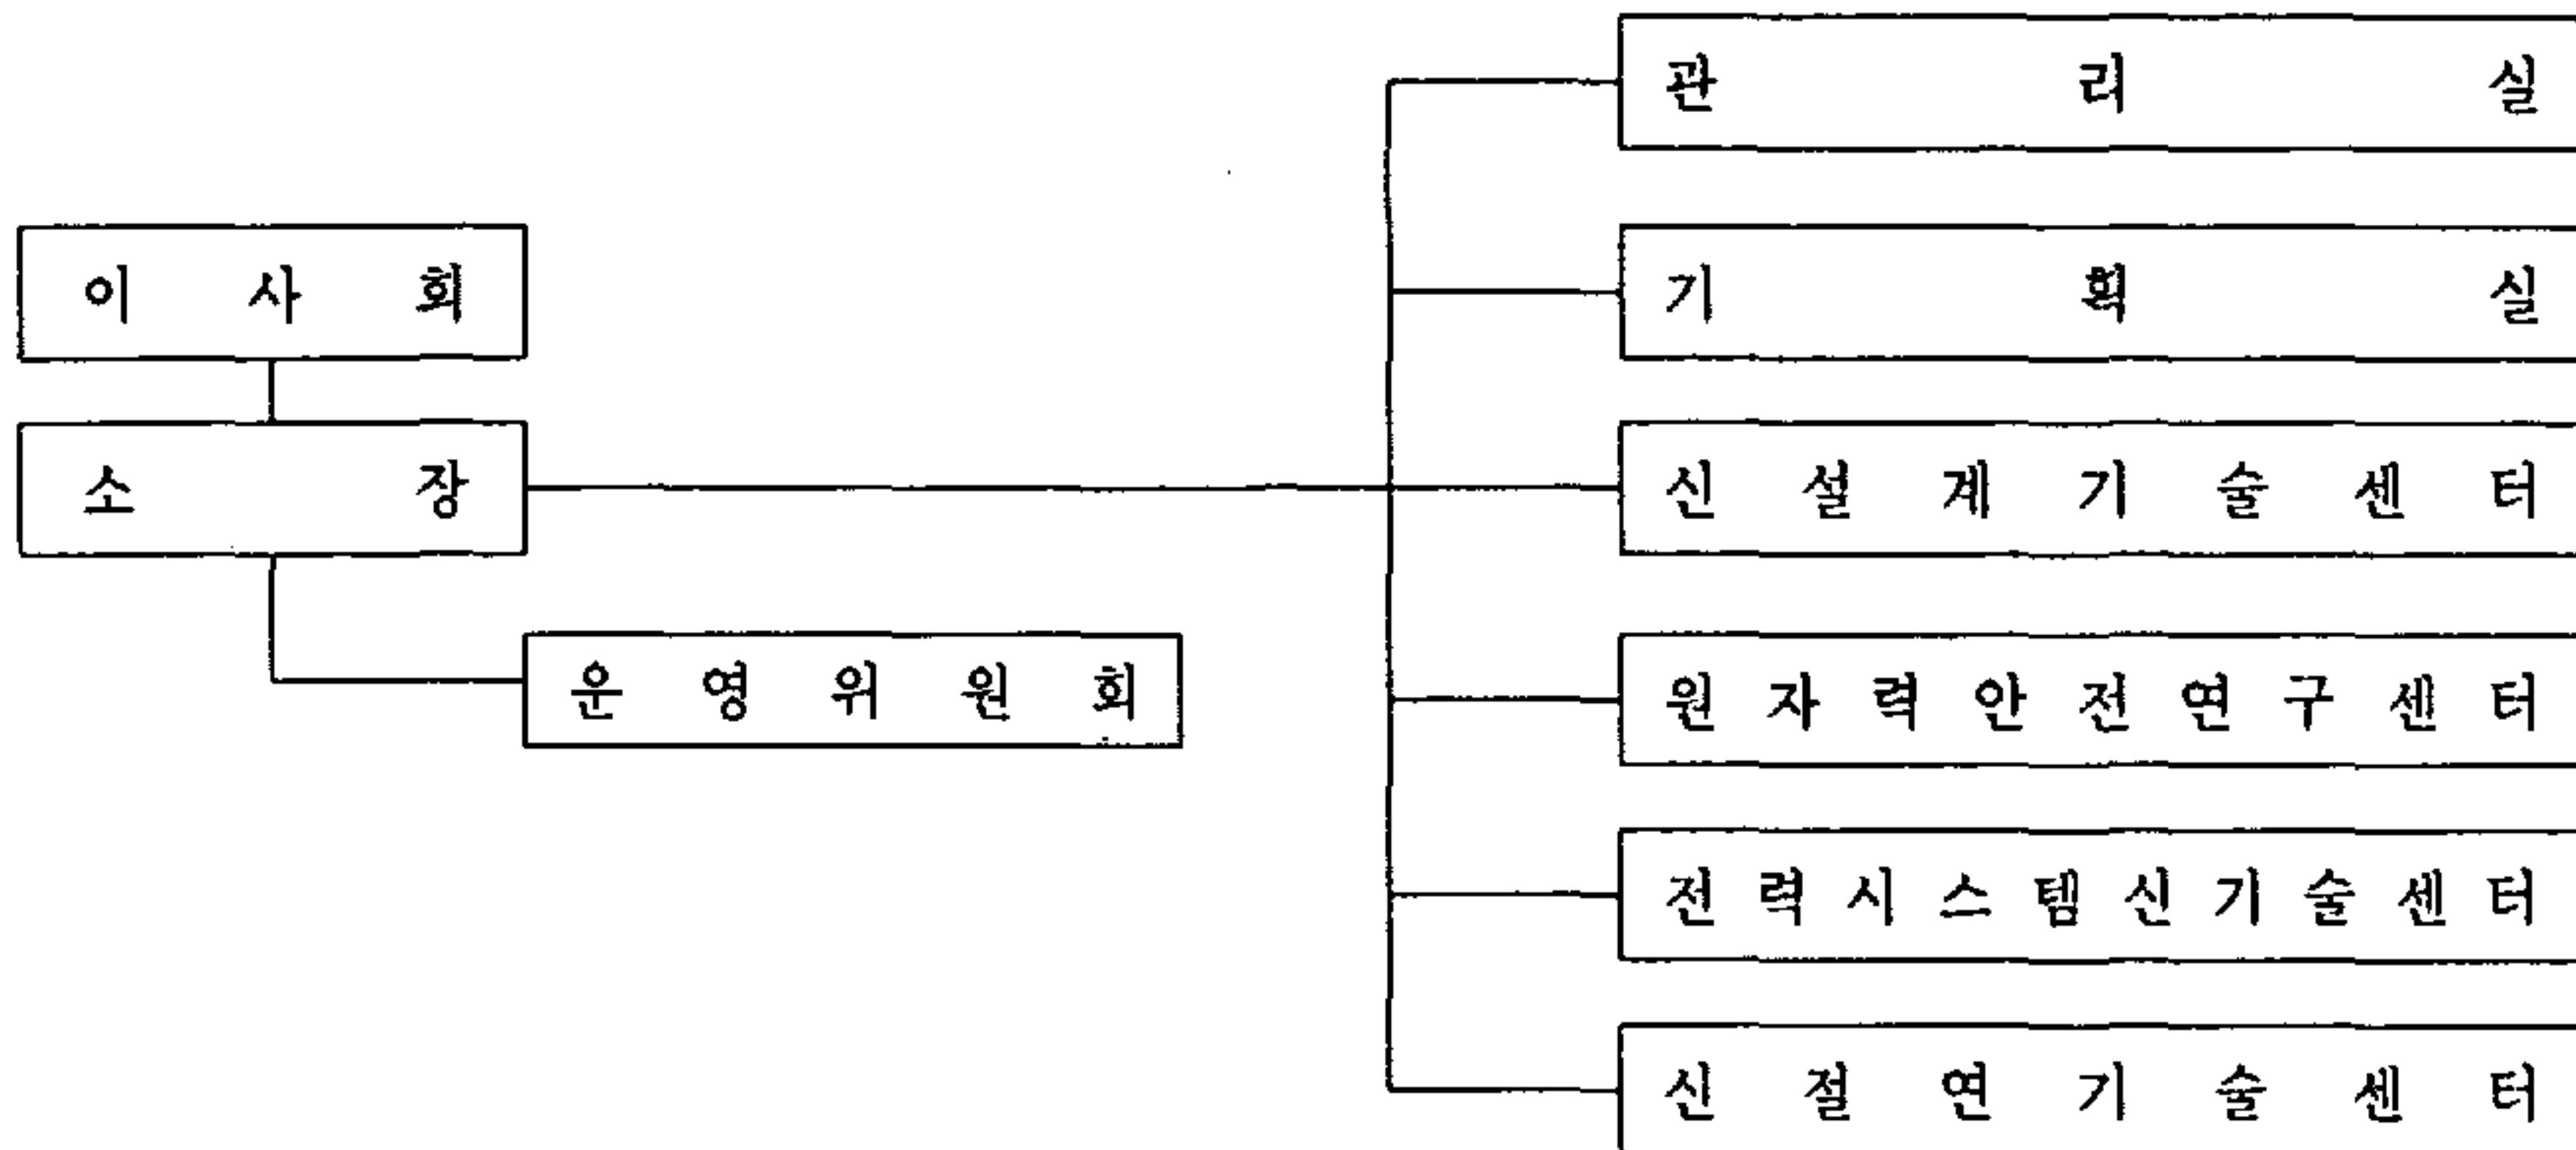 이사회
소장
운영위원회
관리실
기획실
신설계기술센터
원자력안전연구센터
전력시스템신기술센터
신절연기술센터